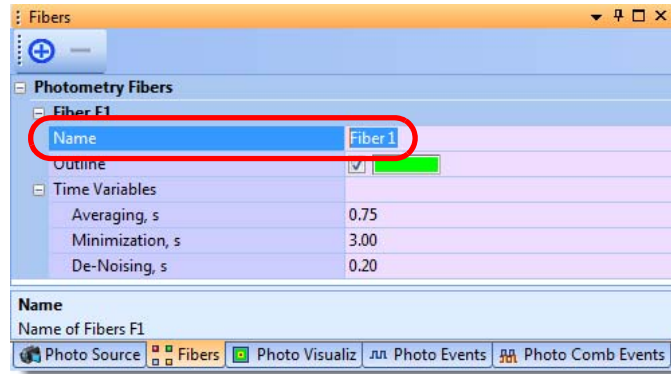 Fibers
Photometry Fibers
Fiber F1
Name Fiber 1
Outline
Time Variables
Averaging, s 0.75
Minimization, s 3.00
De-Noising, s 0.20
Name
Name of Fibers F1
Photo Source Fibers Photo Visualiz Photo Events Photo Comb Events